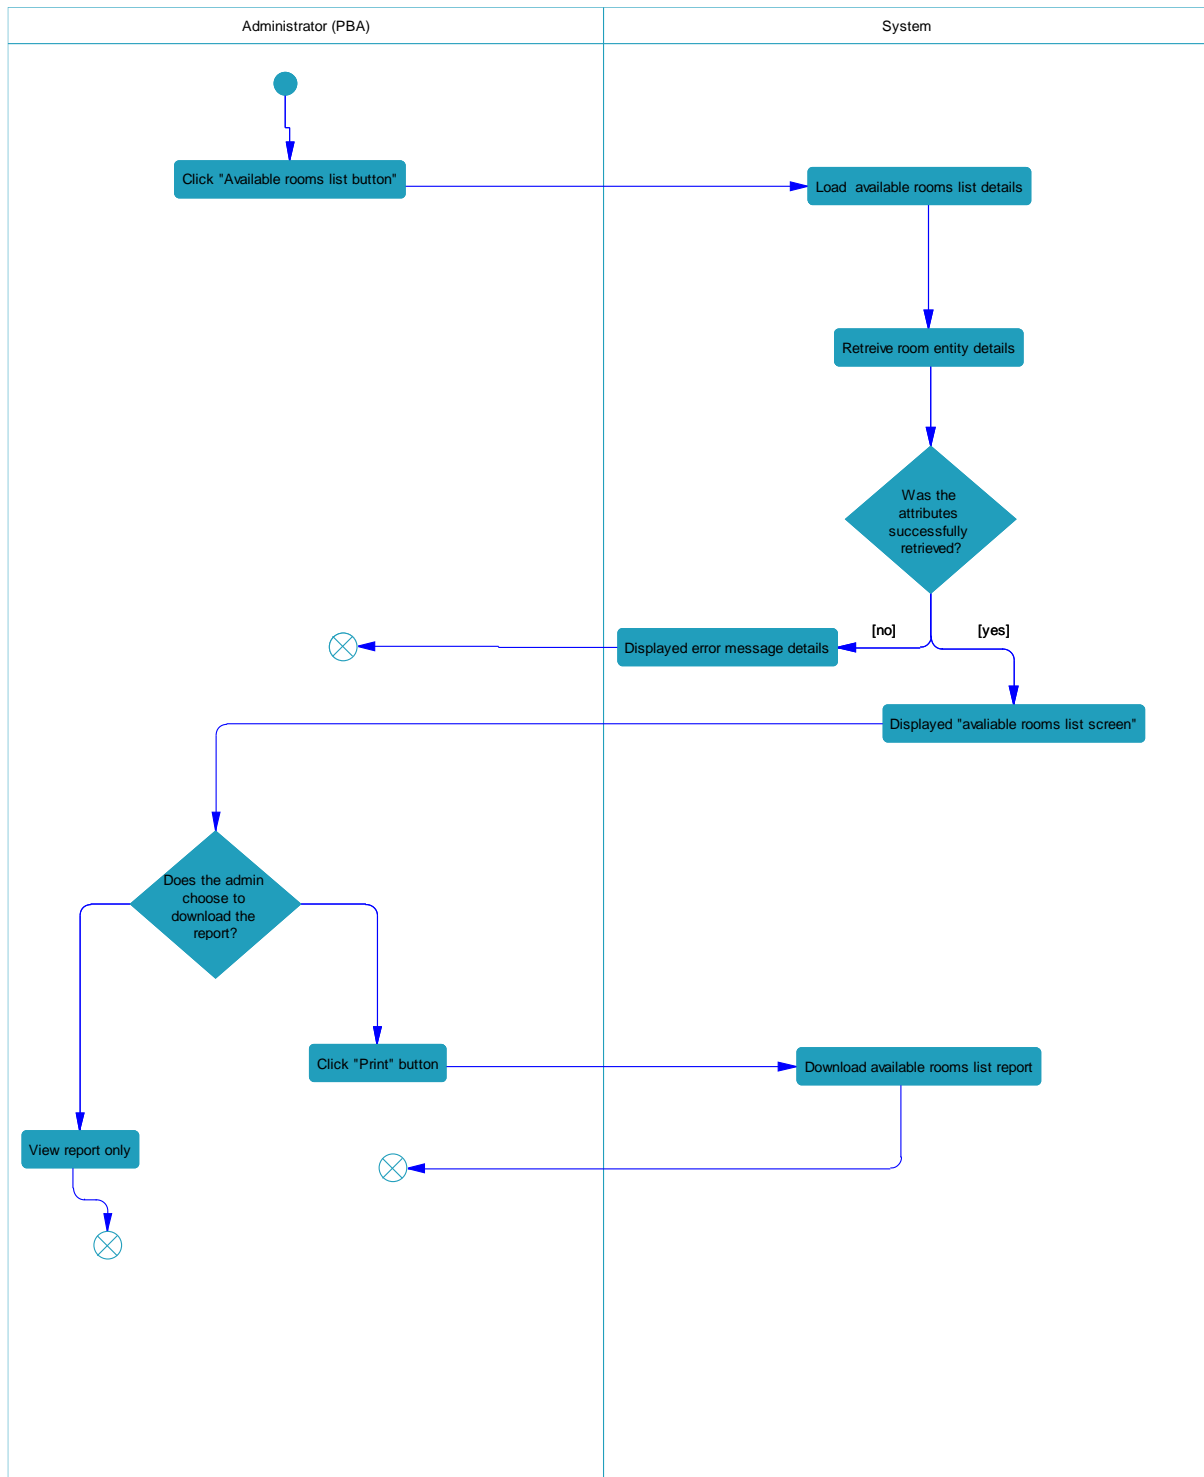 Administrator (PBA)
System
Click "Available rooms list button"
Load  available rooms list details
Retreive room entity details
Was the
attributes
successfully
retrieved?
[no]
[yes]
Displayed error message details
Displayed "avaliable rooms list screen"
Does the admin
choose to
download the
report?
Click "Print" button
Download available rooms list report
View report only